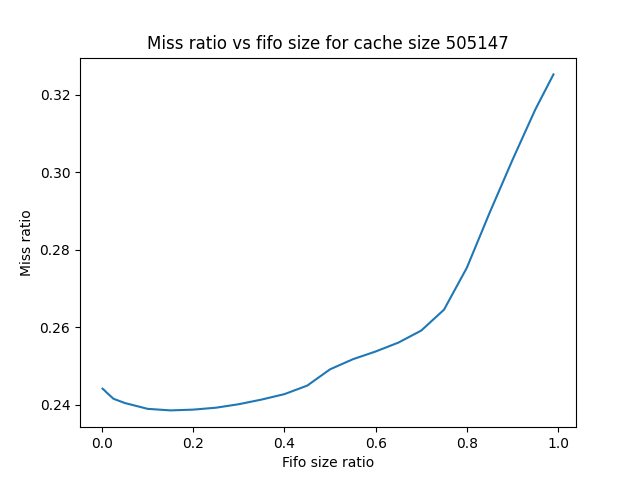 Miss ratio vs fifo size for cache size 505147
Miss ratio
0.32
0.30
0.28
0.26
0.24
0.0 0.2 0.4 0.6 0.8 1.0
Fifo size ratio